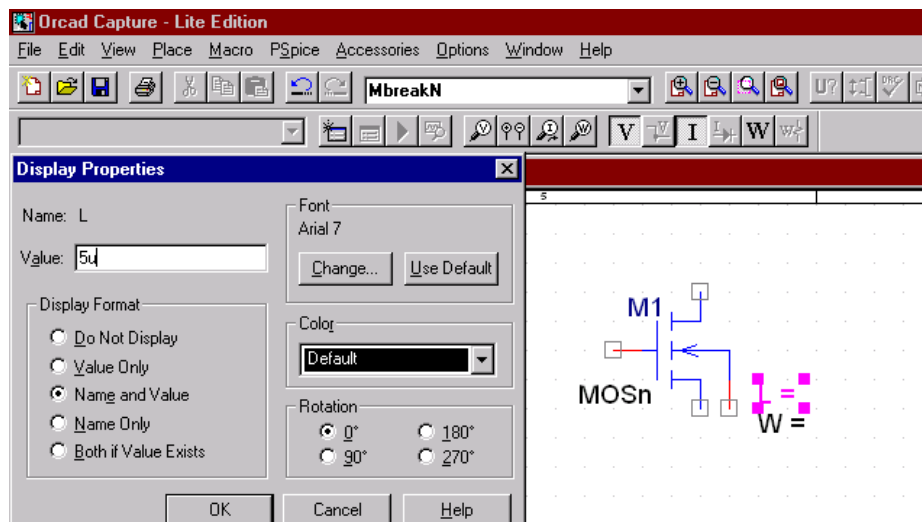 Orcad Capture - Lite Edition
File Edit View Place Macro PSpice Accessories Options Window Help
MbreakN
U?
V I W
Display Properties
Name: L
Value: 5u
Font
Arial 7
Change... Use Default
Display Format
Do Not Display
Value Only
Name and Value
Name Only
Both if Value Exists
Color
Default
Rotation
0° 180°
90° 270°
OK Cancel Help
5
M1
MOSn
L =
W =